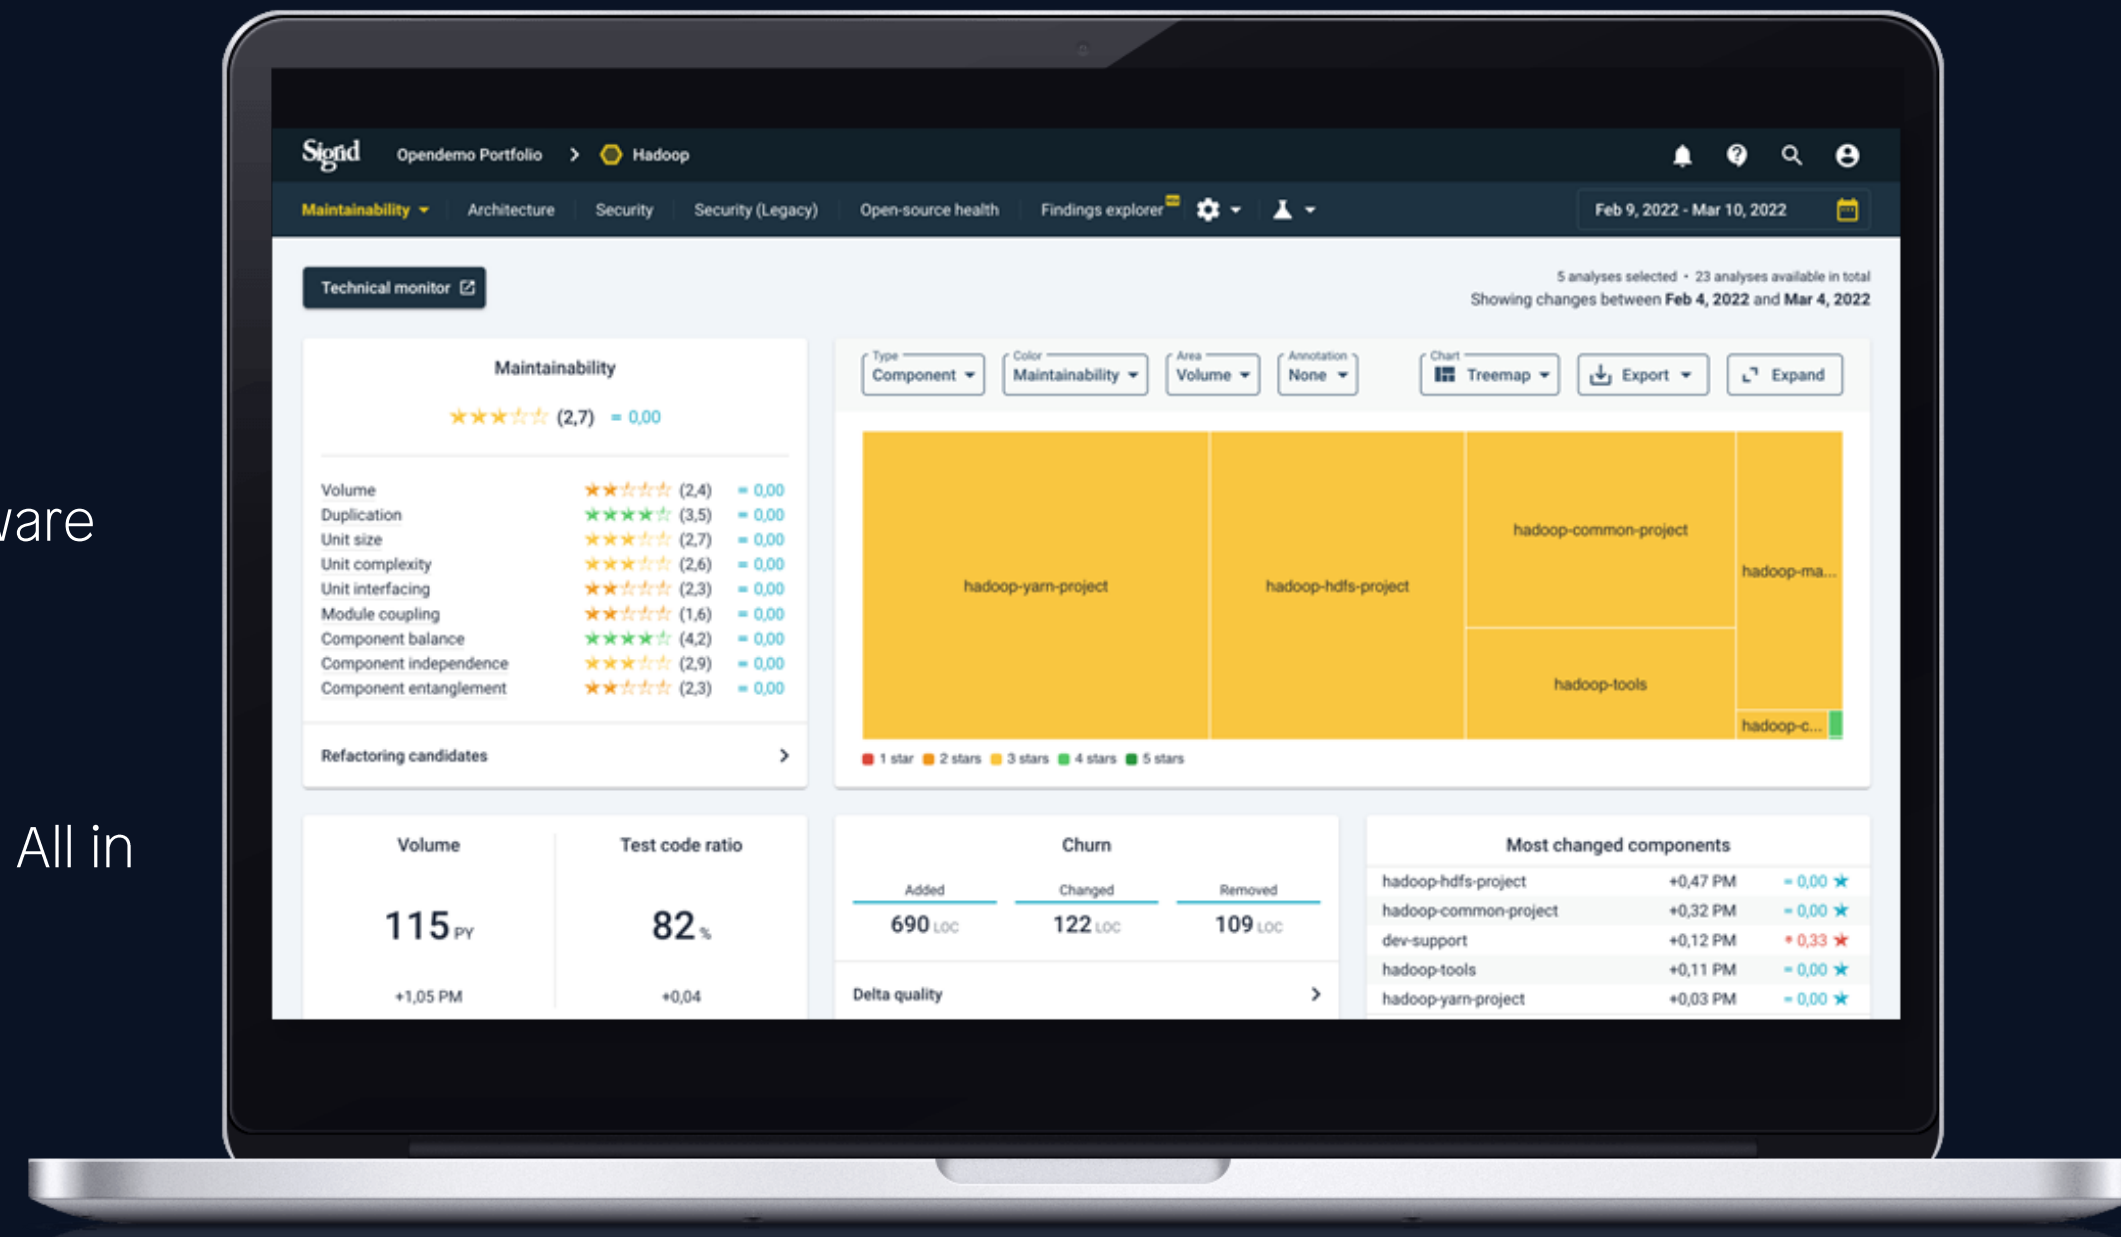 ware
All in
Sigrid
Opendemo Portfolio > Hadoop
Maintainability Architecture Security Security (Legacy) Open-source health Findings explorer
Feb 9, 2022 - Mar 10, 2022
Technical monitor
5 analyses selected • 23 analyses available in total
Showing changes between Feb 4, 2022 and Mar 4, 2022
Maintainability
(2,7) = 0,00
Volume (2,4) = 0,00
Duplication (3,5) = 0,00
Unit size (2,7) = 0,00
Unit complexity (2,6) = 0,00
Unit interfacing (2,3) = 0,00
Module coupling (1,6) = 0,00
Component balance (4,2) = 0,00
Component independence (2,9) = 0,00
Component entanglement (2,3) = 0,00
Refactoring candidates
Type Color Area Annotation Chart
Component Maintainability Volume None Treemap Export Expand
hadoop-yarn-project
hadoop-hdfs-project
hadoop-common-project
hadoop-tools
hadoop-ma...
hadoop-c...
1 star 2 stars 3 stars 4 stars 5 stars
Volume
115 PY
+1,05 PM
Test code ratio
82 %
+0,04
Churn
Added Changed Removed
690 LOC 122 LOC 109 LOC
Delta quality
Most changed components
hadoop-hdfs-project +0,47 PM = 0,00
hadoop-common-project +0,32 PM = 0,00
dev-support +0,12 PM 0,33
hadoop-tools +0,11 PM = 0,00
hadoop-yarn-project +0,03 PM = 0,00